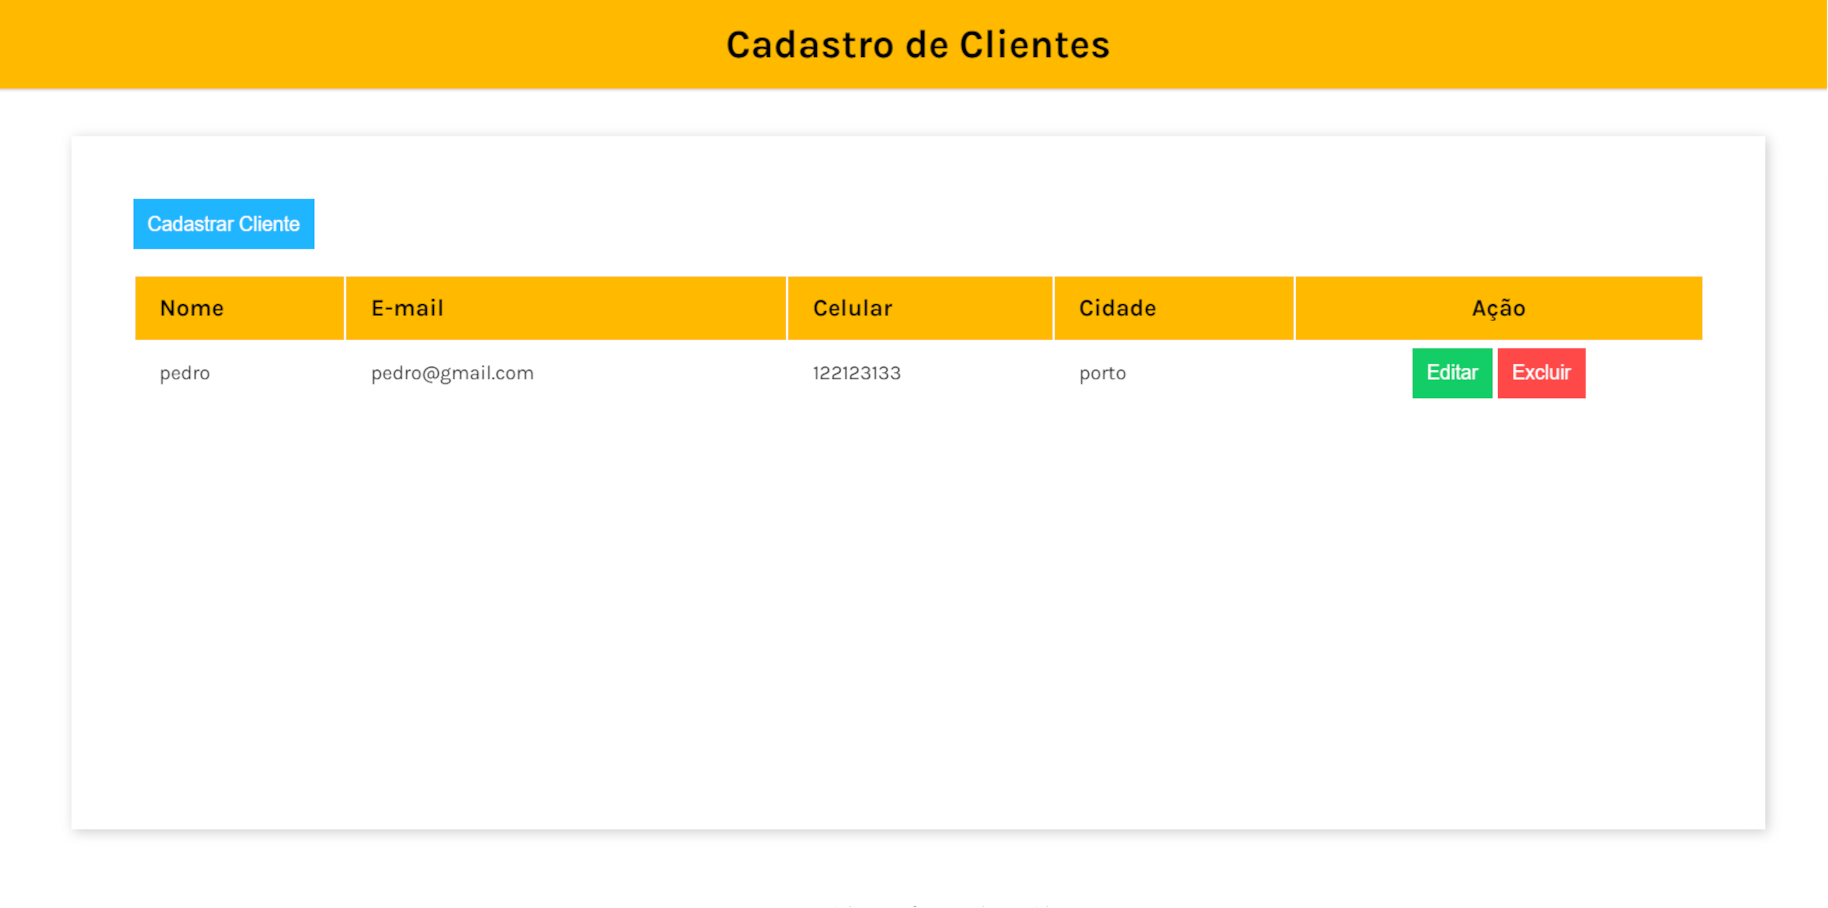 Cadastro de Clientes
Cadastrar Cliente
Nome E-mail Celular Cidade Ação
pedro pedro@gmail.com 122123133 porto Editar Excluir